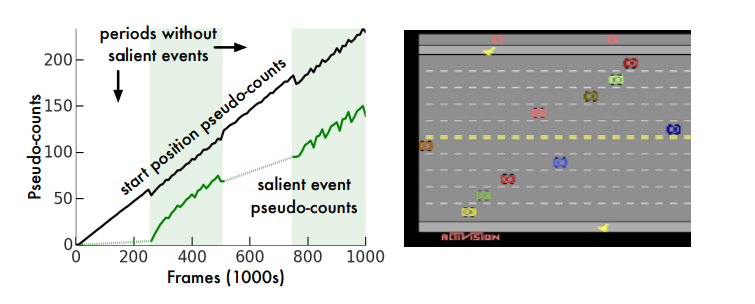 periods without
salient events
start position pseudo-counts
salient event
pseudo-counts
Pseudo-counts
200
150
100
50
0
0
200
400
600
800
1000
Frames (1000s)
ACTIVISION